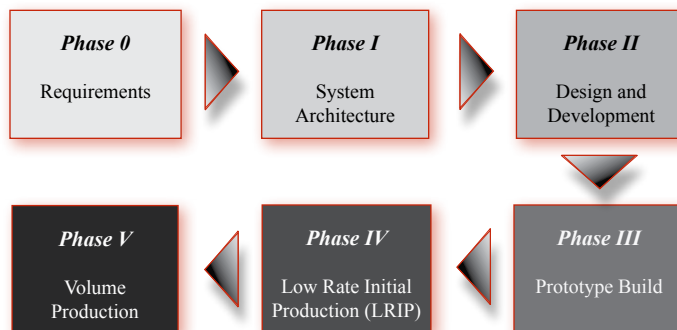 Phase 0
Requirements
Phase I
System
Architecture
Phase II
Design and
Development
Phase III
Prototype Build
Phase IV
Low Rate Initial
Production (LRIP)
Phase V
Volume
Production